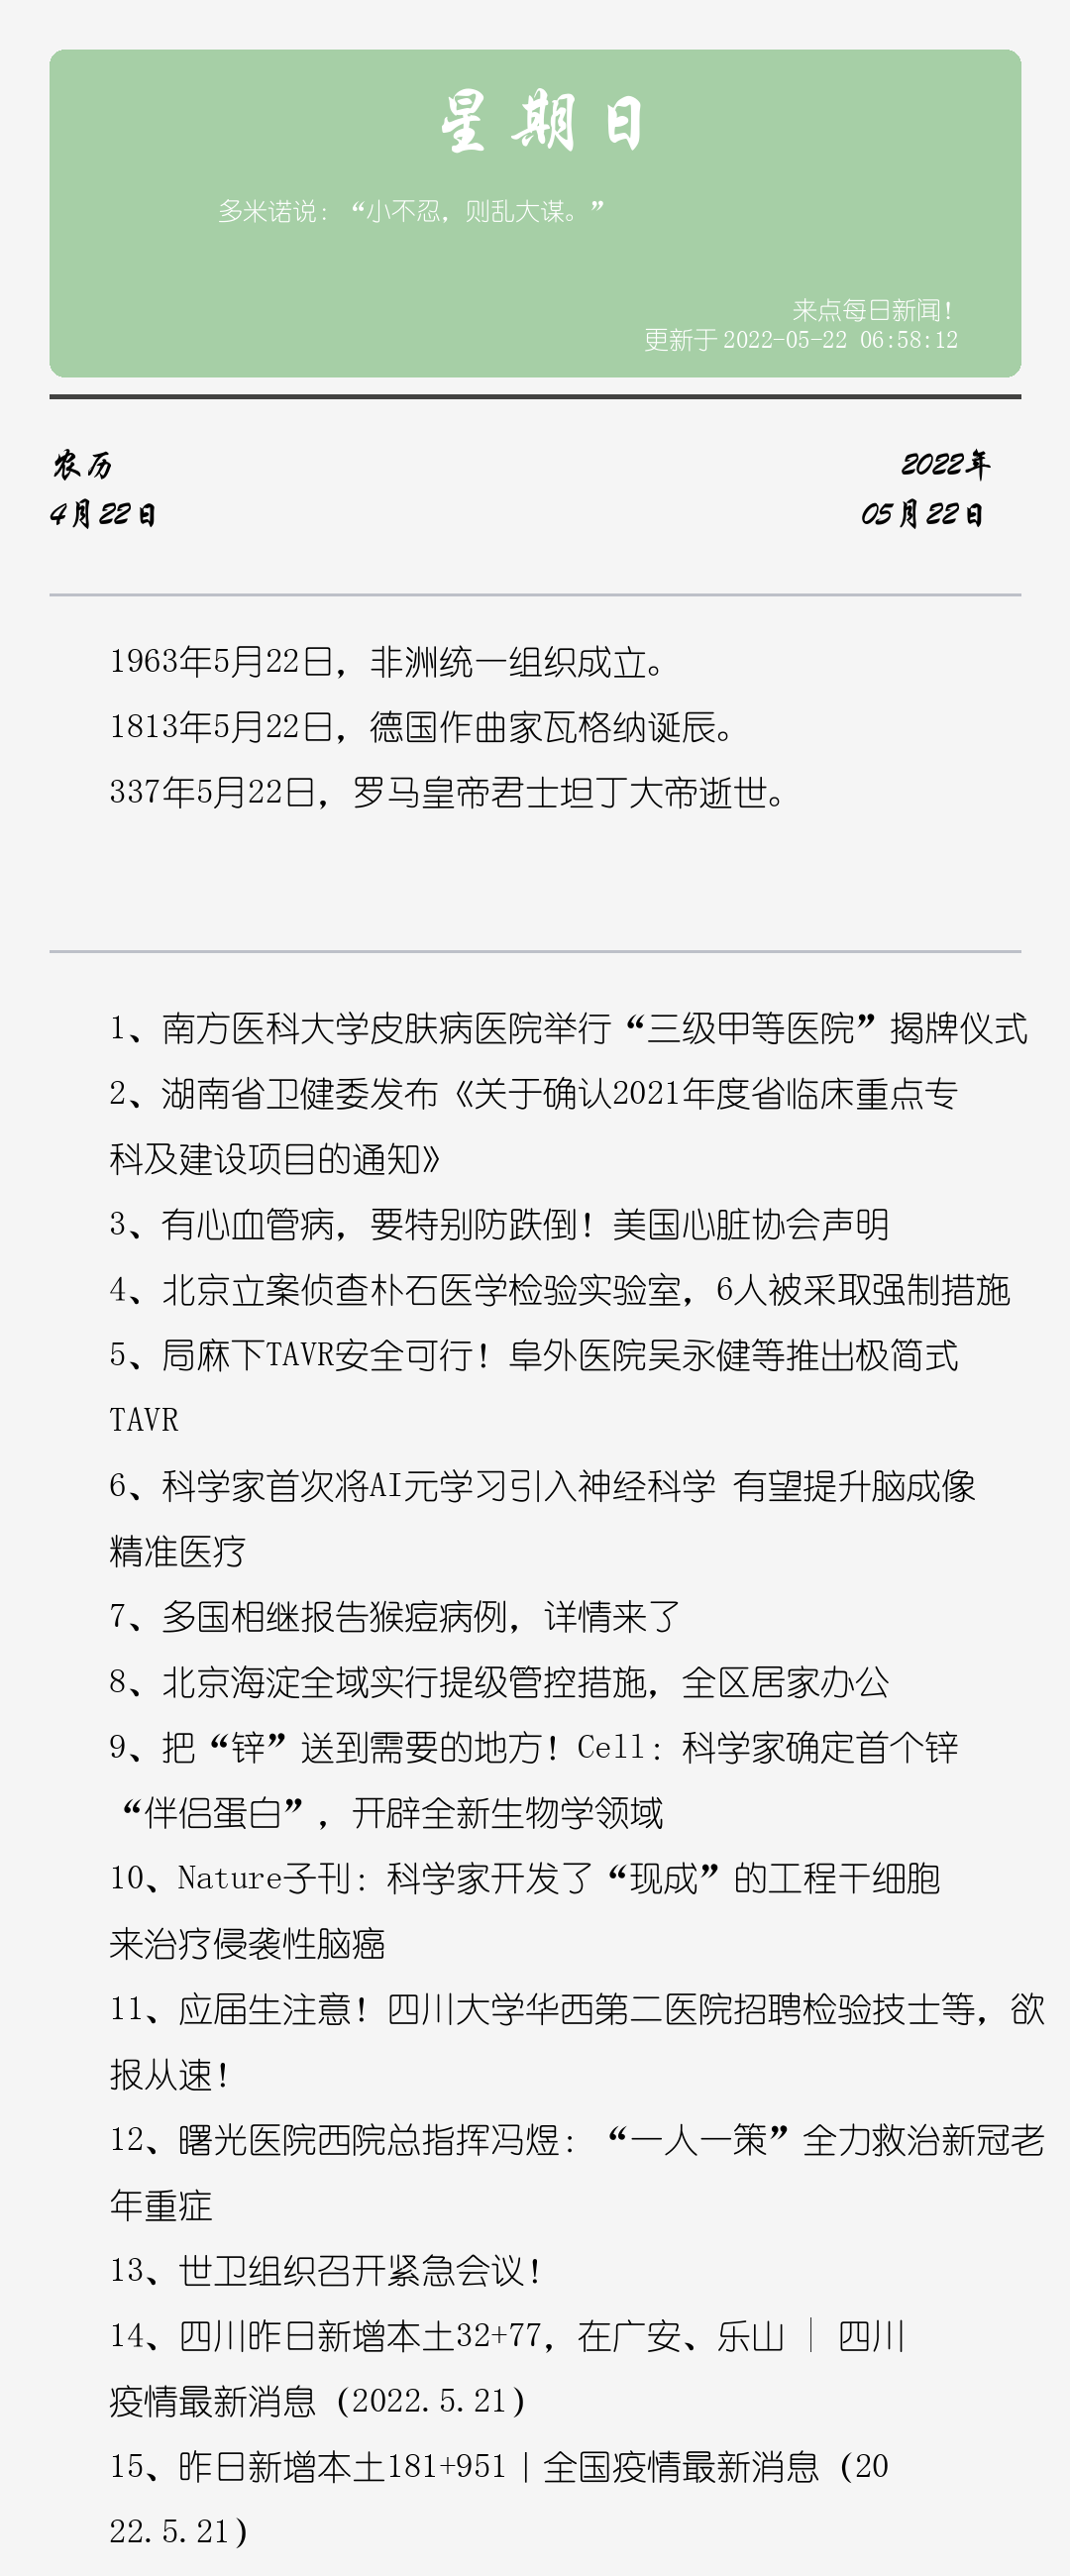 星期日
多米诺说：“小不忍，则乱大谋。”
来点每日新闻！
更新于 2022-05-22 06:58:12
农历
2022年
4月22日
05月22日
1963年5月22日，非洲统一组织成立。
1813年5月22日，德国作曲家瓦格纳诞辰。
337年5月22日，罗马皇帝君士坦丁大帝逝世。
1、南方医科大学皮肤病医院举行“三级甲等医院”揭牌仪式
2、湖南省卫健委发布《关于确认2021年度省临床重点专
科及建设项目的通知》
3、有心血管病，要特别防跌倒！美国心脏协会声明
4、北京立案侦查朴石医学检验实验室，6人被采取强制措施
5、局麻下TAVR安全可行！阜外医院吴永健等推出极简式
TAVR
6、科学家首次将AI元学习引入神经科学 有望提升脑成像
精准医疗
7、多国相继报告猴痘病例，详情来了
8、北京海淀全域实行提级管控措施，全区居家办公
9、把“锌”送到需要的地方！Cell：科学家确定首个锌
“伴侣蛋白”，开辟全新生物学领域
10、Nature子刊：科学家开发了“现成”的工程干细胞
来治疗侵袭性脑癌
11、应届生注意！四川大学华西第二医院招聘检验技士等，欲
报从速！
12、曙光医院西院总指挥冯煜：“一人一策”全力救治新冠老
年重症
13、世卫组织召开紧急会议！
14、四川昨日新增本土32+77，在广安、乐山 │ 四川
疫情最新消息（2022.5.21）
15、昨日新增本土181+951｜全国疫情最新消息（20
22.5.21）